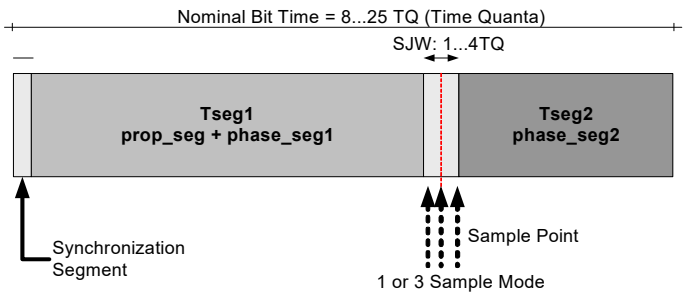 Nominal Bit Time = 8...25 TQ (Time Quanta)
SJW: 1...4TQ
Tseg1
prop_seg + phase_seg1
Tseg2
phase_seg2
Synchronization
Segment
Sample Point
1 or 3 Sample Mode